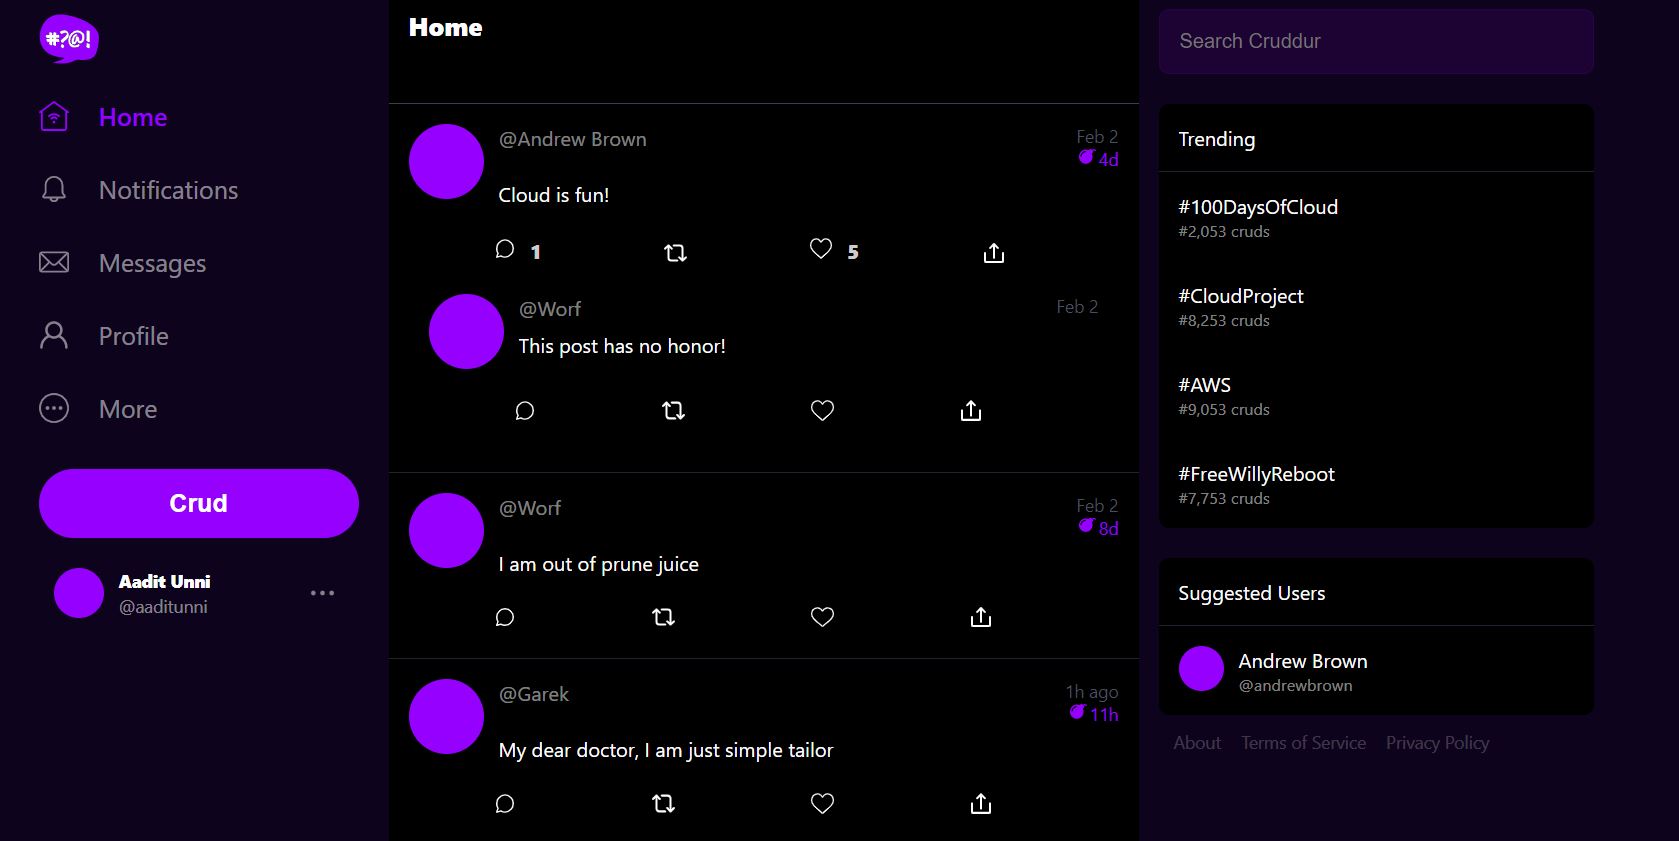 #?@!
Home
Notifications
Messages
Profile
More
Crud
Aadit Unni
@aaditunni
Home
@Andrew Brown
Feb 2
4d
Cloud is fun!
1
5
@Worf
Feb 2
This post has no honor!
@Worf
Feb 2
8d
I am out of prune juice
@Garek
1h ago
11h
My dear doctor, I am just simple tailor
Search Cruddur
Trending
#100DaysOfCloud
#2,053 cruds
#CloudProject
#8,253 cruds
#AWS
#9,053 cruds
#FreeWillyReboot
#7,753 cruds
Suggested Users
Andrew Brown
@andrewbrown
About Terms of Service Privacy Policy